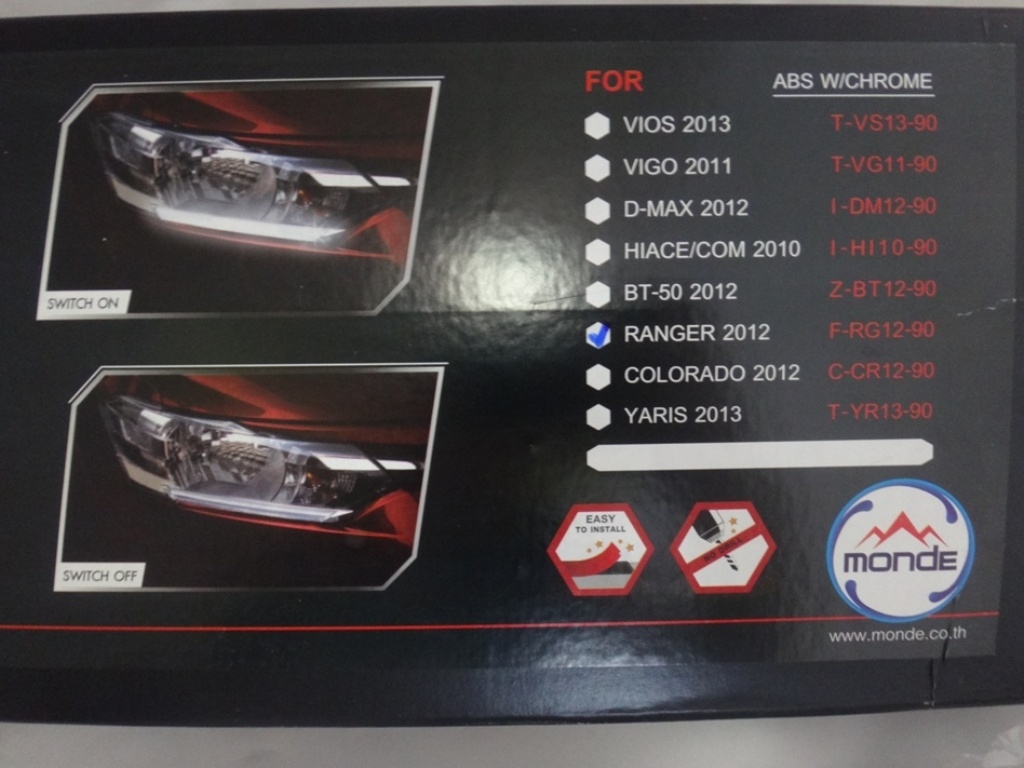 FOR ABS W/CHROME
VIOS 2013 T-VS13-90
VIGO 2011 T-VG11-90
D-MAX 2012 I-DM12-90
HIACE/COM 2010 I-HI10-90
BT-50 2012 Z-BT12-90
RANGER 2012 F-RG12-90
COLORADO 2012 C-CR12-90
YARIS 2013 T-YR13-90
SWITCH ON
SWITCH OFF
EASY
TO INSTALL
NO DRILL
monde
www.monde.co.th